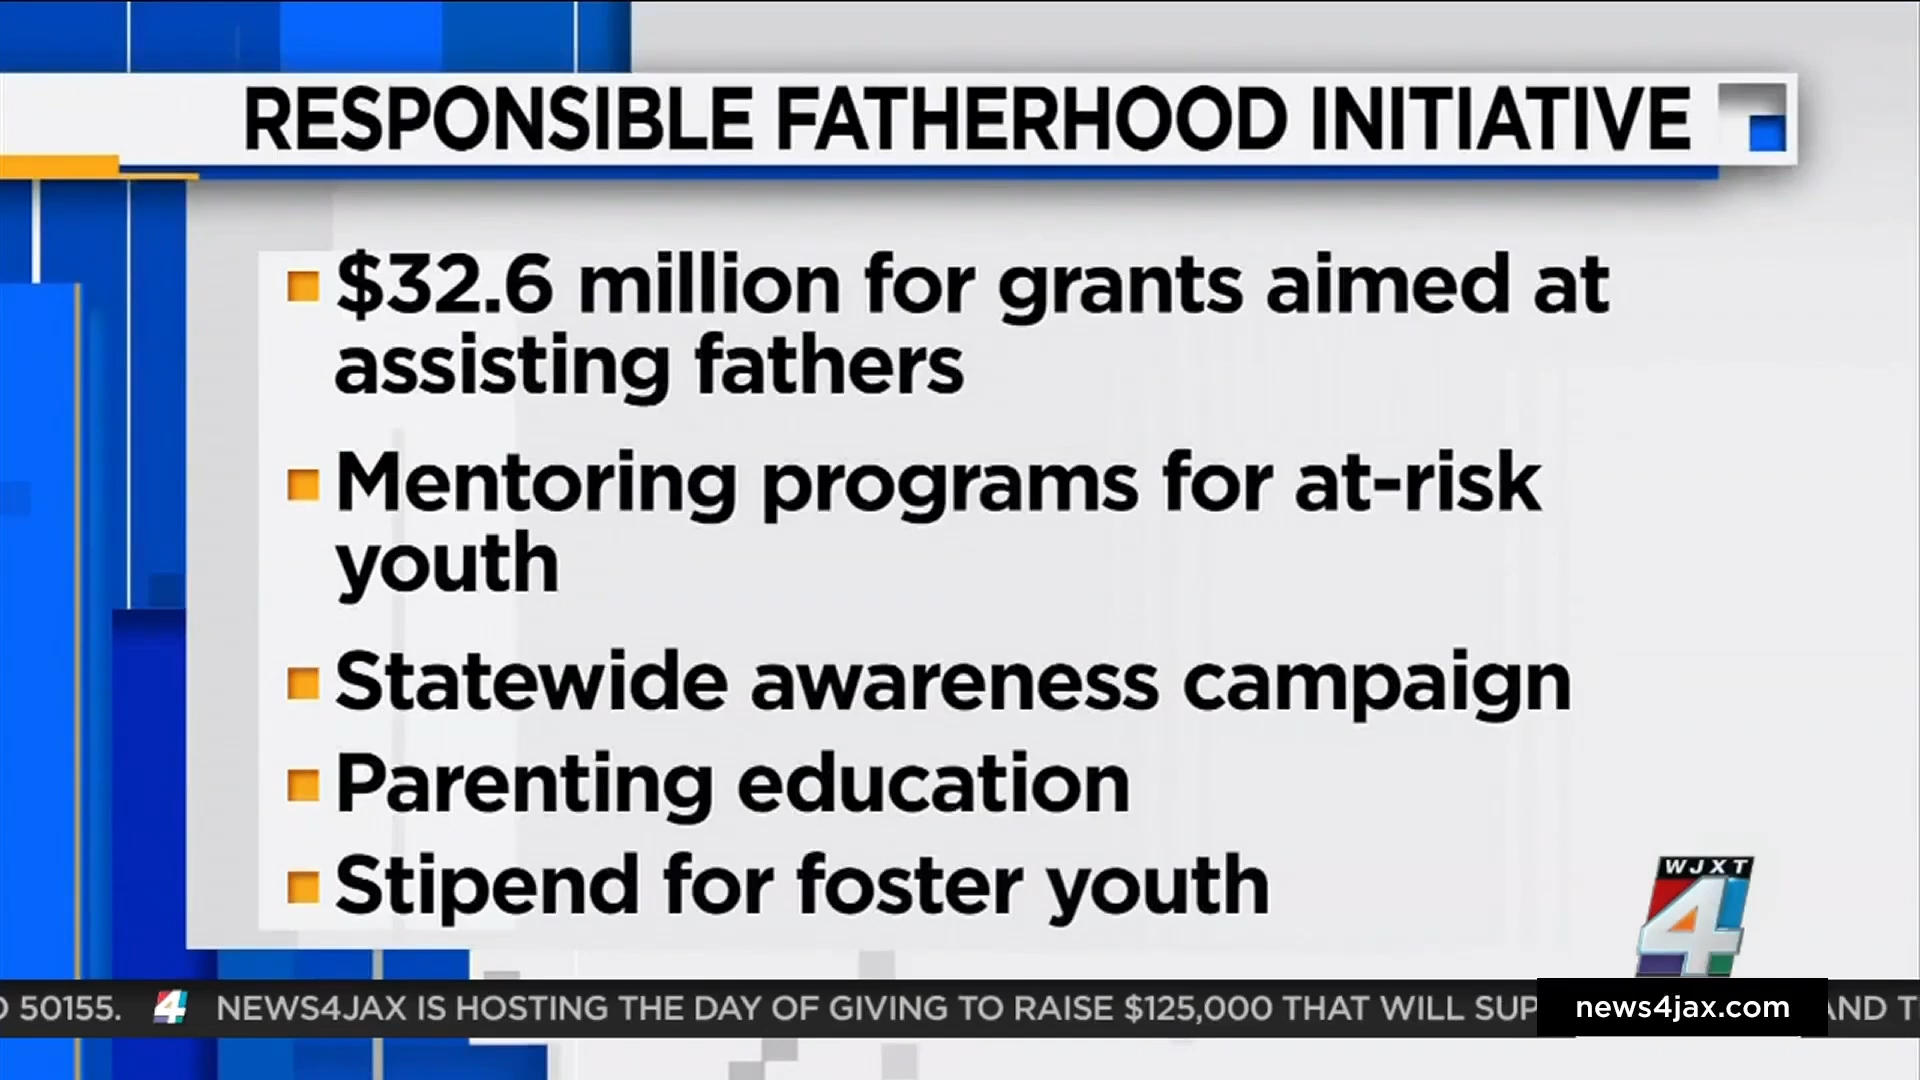 RESPONSIBLE FATHERHOOD INITIATIVE
$32.6 million for grants aimed at
assisting fathers
Mentoring programs for at-risk
youth
Statewide awareness campaign
Parenting education
Stipend for foster youth
WJXT
4
50155. 4 NEWS4JAX IS HOSTING THE DAY OF GIVING TO RAISE $125,000 THAT WILL SUP
news4jax.com
AND T